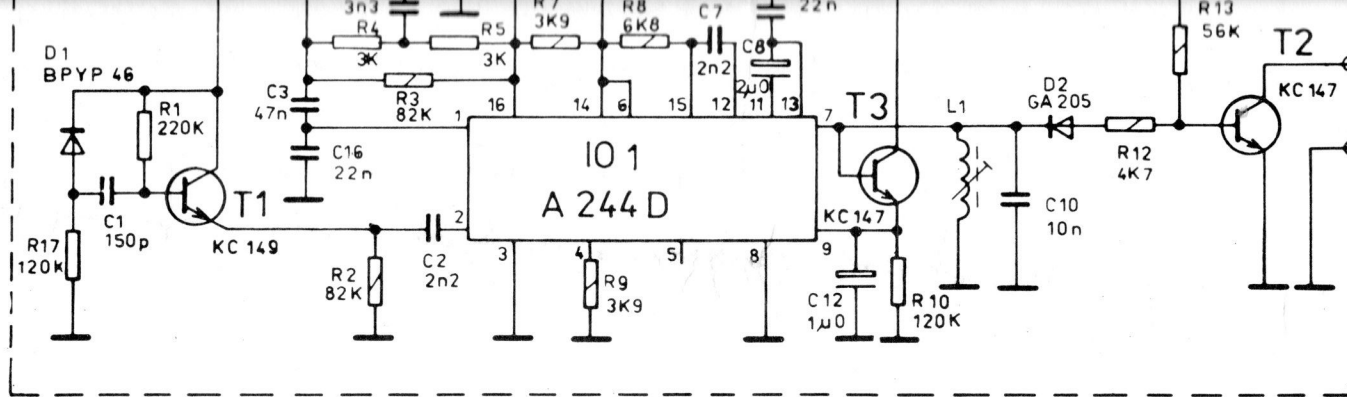 3n3
R7
3K9
R8
6K8
C7
22n
R13
56K
T2
KC 147
R4
3K
R5
3K
C8
2n2
2µ0
D1
BPYP 46
R1
220K
C3
47n
R3
82K
16
14
6
15
12
11
13
1
7
T3
L1
D2
GA 205
R12
4K7
C16
22n
IO 1
A 244 D
C1
150p
T1
KC 149
2
KC 147
C10
10n
R17
120K
R2
82K
C2
2n2
3
4
5
8
9
R9
3K9
C12
1µ0
R10
120K